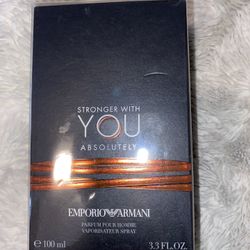 STRONGER WITH
YOU
ABSOLUTELY
EMPORIO ARMANI
PARFUM POUR HOMME
VAPORISATEUR SPRAY
e 100 ml 3.3 FL.OZ.